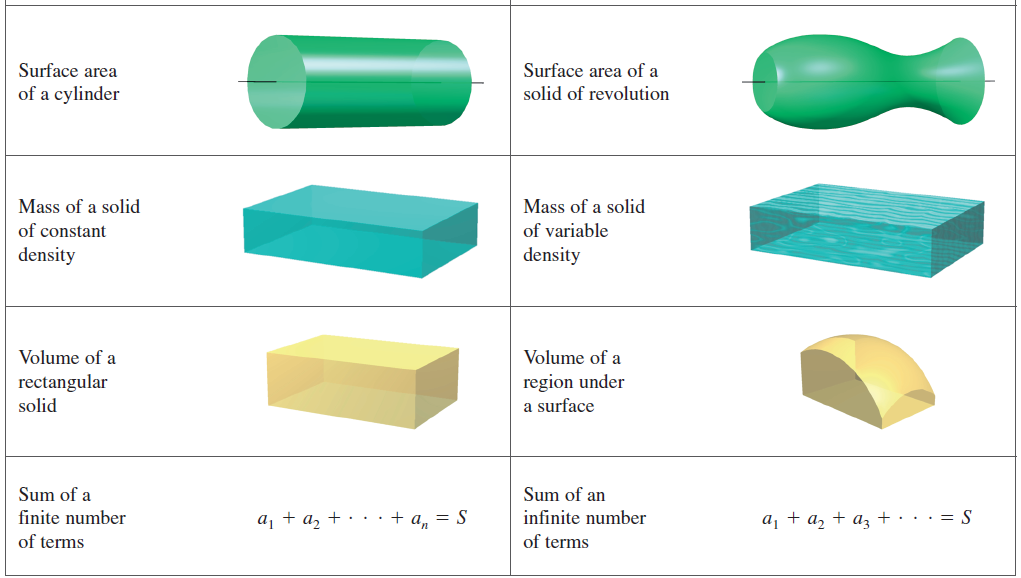 Surface area
of a cylinder
Surface area of a
solid of revolution
Mass of a solid
of constant
density
Mass of a solid
of variable
density
Volume of a
rectangular
solid
Volume of a
region under
a surface
Sum of a
finite number
of terms
a₁ + a₂ + · · · + aₙ = S
Sum of an
infinite number
of terms
a₁ + a₂ + a₃ + · · · = S